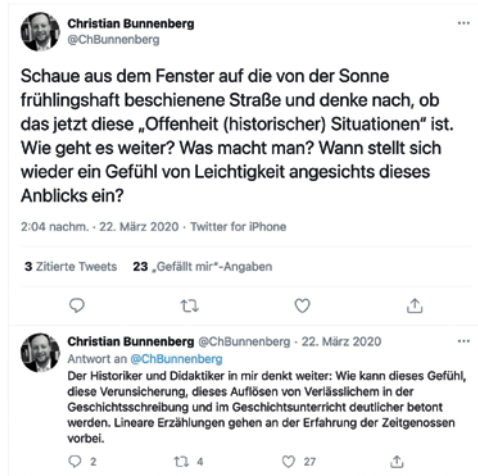 Christian Bunnenberg
@ChBunnenberg
Schaue aus dem Fenster auf die von der Sonne
frühlingshaft beschienene Straße und denke nach, ob
das jetzt diese „Offenheit (historischer) Situationen" ist.
Wie geht es weiter? Was macht man? Wann stellt sich
wieder ein Gefühl von Leichtigkeit angesichts dieses
Anblicks ein?
2:04 nachm. · 22. März 2020 · Twitter for iPhone
3 Zitierte Tweets 23 „Gefällt mir"-Angaben
Christian Bunnenberg @ChBunnenberg · 22. März 2020
Antwort an @ChBunnenberg
Der Historiker und Didaktiker in mir denkt weiter: Wie kann dieses Gefühl,
diese Verunsicherung, dieses Auflösen von Verlässlichem in der
Geschichtsschreibung und im Geschichtsunterricht deutlicher betont
werden. Lineare Erzählungen gehen an der Erfahrung der Zeitgenossen
vorbei.
2 4 27